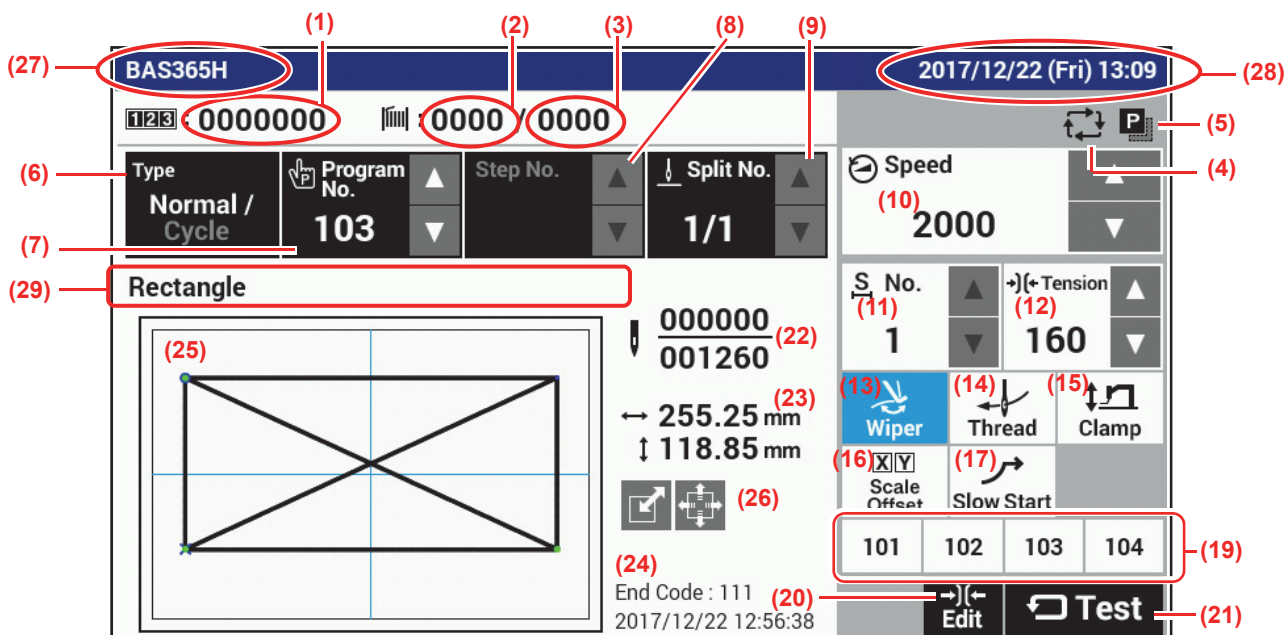 (1) (2) (3) (8) (9)
(27) BAS365H 2017/12/22 (Fri) 13:09 (28)
123 : 0000000 : 0000 / 0000
P (5)
(4)
(6) Type
Normal /
Cycle
(7)
P Program
No.
103
Step No.
Split No.
1/1
Speed
(10)
2000
(29) Rectangle
S No.
(11)
1
Tension
(12)
160
(25)
000000
001260
(22)
(23)
255.25 mm
118.85 mm
(26)
(13) Wiper
(14) Thread
(15) Clamp
(16) X Y
Scale
Offset
(17) Slow Start
101 102 103 104 (19)
(24)
End Code : 111
2017/12/22 12:56:38
(20) Edit
Test (21)